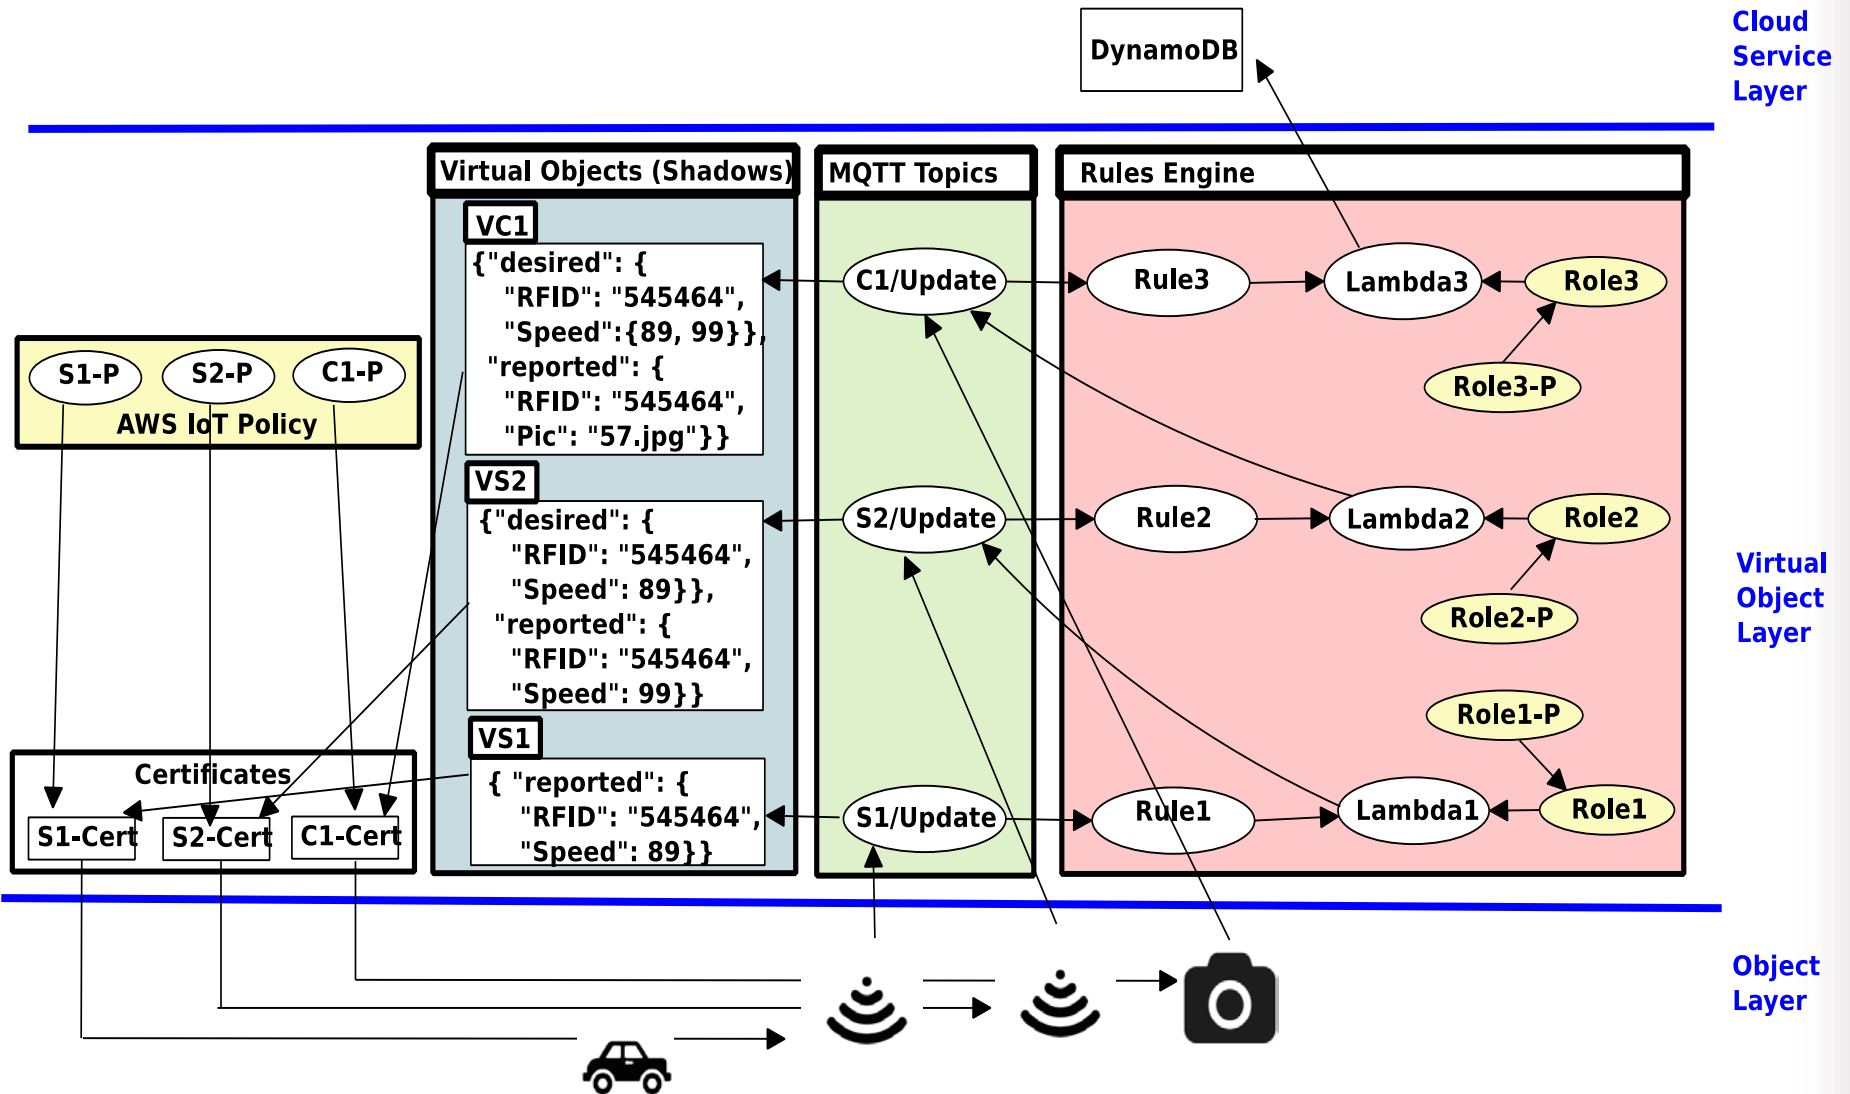 DynamoDB
Cloud
Service
Layer
Virtual Objects (Shadows)
MQTT Topics
Rules Engine
VC1
{"desired": {
"RFID": "545464",
"Speed":{89, 99}},
"reported": {
"RFID": "545464",
"Pic": "57.jpg"}}
C1/Update
Rule3
Lambda3
Role3
Role3-P
S1-P
S2-P
C1-P
AWS IoT Policy
VS2
{"desired": {
"RFID": "545464",
"Speed": 89}},
"reported": {
"RFID": "545464",
"Speed": 99}}
S2/Update
Rule2
Lambda2
Role2
Role2-P
Virtual
Object
Layer
Role1-P
VS1
{ "reported": {
"RFID": "545464",
"Speed": 89}}
S1/Update
Rule1
Lambda1
Role1
Certificates
S1-Cert
S2-Cert
C1-Cert
Object
Layer